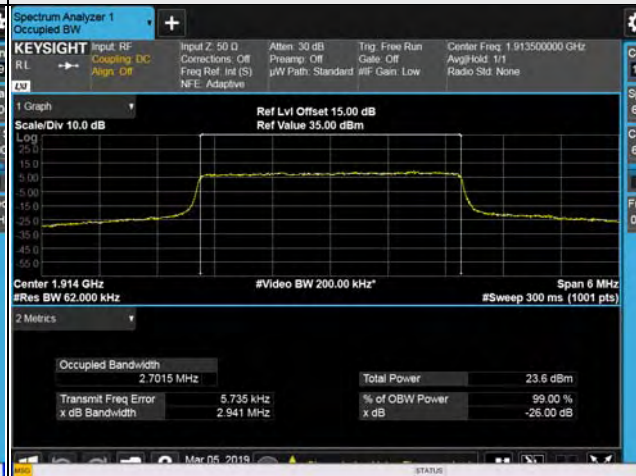 Spectrum Analyzer 1
Occupied BW
KEYSIGHT Input: RF Input Z: 50 Ω Atten: 30 dB Trig: Free Run Center Freq: 1.913500000 GHz
RL Coupling: DC Corrections: Off Preamp: Off Gate: Off Avg|Hold: 1/1
Align: Off Freq Ref: Int (S) µW Path: Standard #IF Gain: Low Radio Std: None
LXI NFE: Adaptive
1 Graph
Ref Lvl Offset 15.00 dB
Scale/Div 10.0 dB Ref Value 35.00 dBm
Log
25.0
15.0
5.00
-5.00
-15.0
-25.0
-35.0
-45.0
-55.0
Center 1.914 GHz #Video BW 200.00 kHz* Span 6 MHz
#Res BW 62.000 kHz #Sweep 300 ms (1001 pts)
2 Metrics
Occupied Bandwidth
2.7015 MHz Total Power 23.6 dBm
Transmit Freq Error 5.735 kHz % of OBW Power 99.00 %
x dB Bandwidth 2.941 MHz x dB -26.00 dB
Mar 05, 2019
MSG STATUS